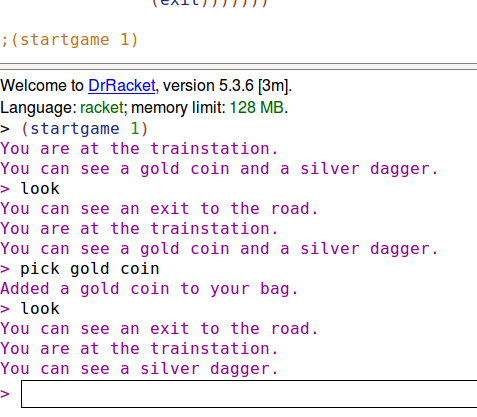 (exit)))))))
;(startgame 1)
Welcome to DrRacket, version 5.3.6 [3m].
Language: racket; memory limit: 128 MB.
> (startgame 1)
You are at the trainstation.
You can see a gold coin and a silver dagger.
> look
You can see an exit to the road.
You are at the trainstation.
You can see a gold coin and a silver dagger.
> pick gold coin
Added a gold coin to your bag.
> look
You can see an exit to the road.
You are at the trainstation.
You can see a silver dagger.
>